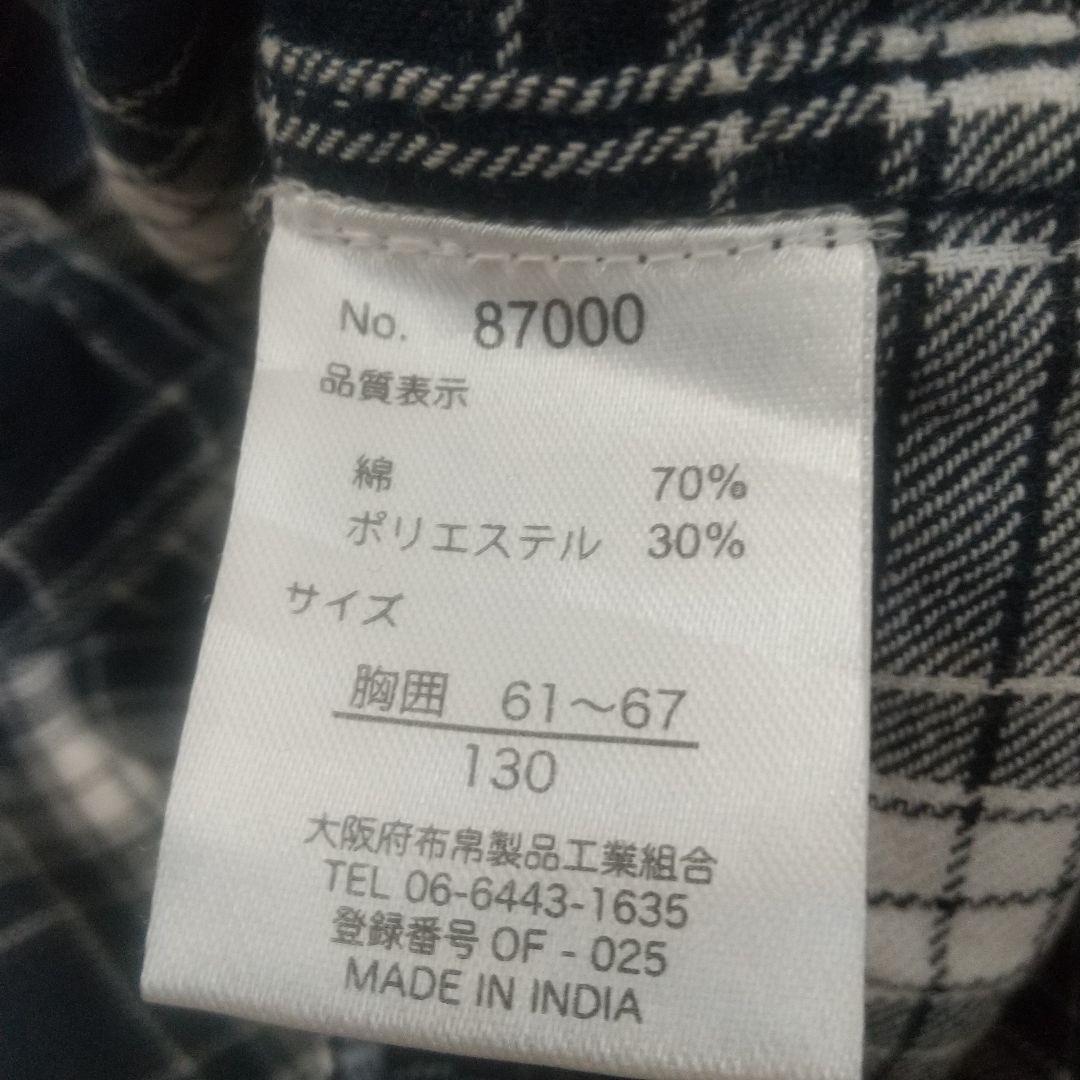 No. 87000
品質表示
綿 70%
ポリエステル 30%
サイズ
胸囲 61〜67
130
大阪府布帛製品工業組合
TEL 06-6443-1635
登録番号 OF - 025
MADE IN INDIA